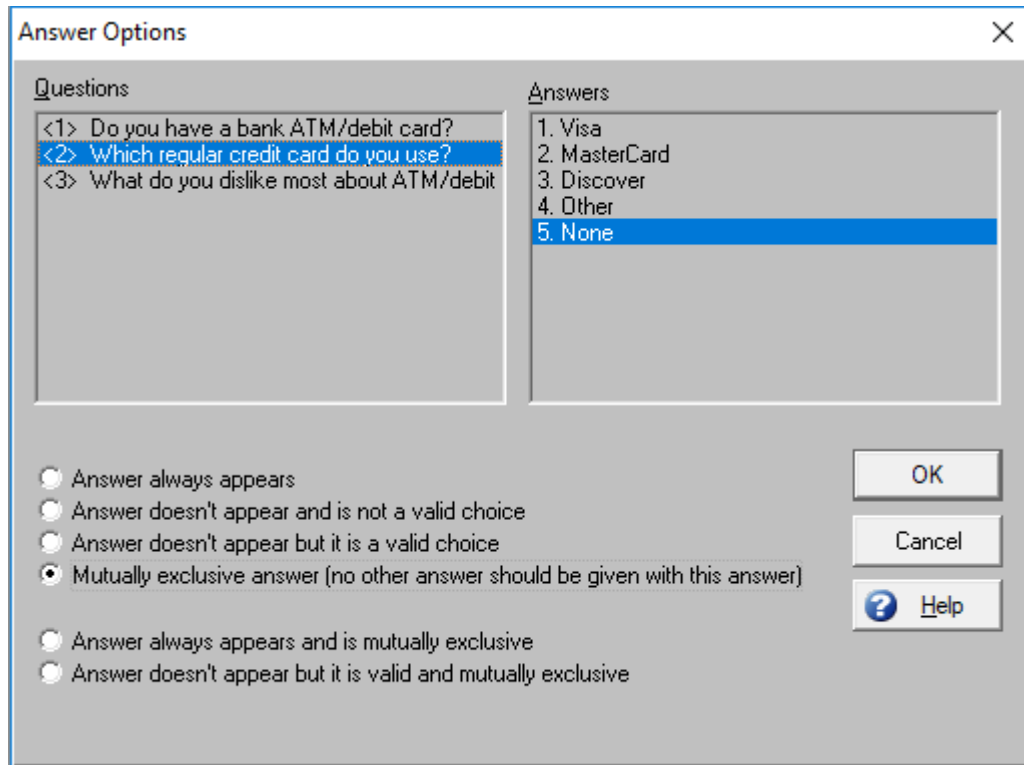 Answer Options
Questions
<1> Do you have a bank ATM/debit card?
<2> Which regular credit card do you use?
<3> What do you dislike most about ATM/debit
Answers
1. Visa
2. MasterCard
3. Discover
4. Other
5. None
Answer always appears
Answer doesn't appear and is not a valid choice
Answer doesn't appear but it is a valid choice
Mutually exclusive answer (no other answer should be given with this answer)
Answer always appears and is mutually exclusive
Answer doesn't appear but it is valid and mutually exclusive
OK
Cancel
? Help